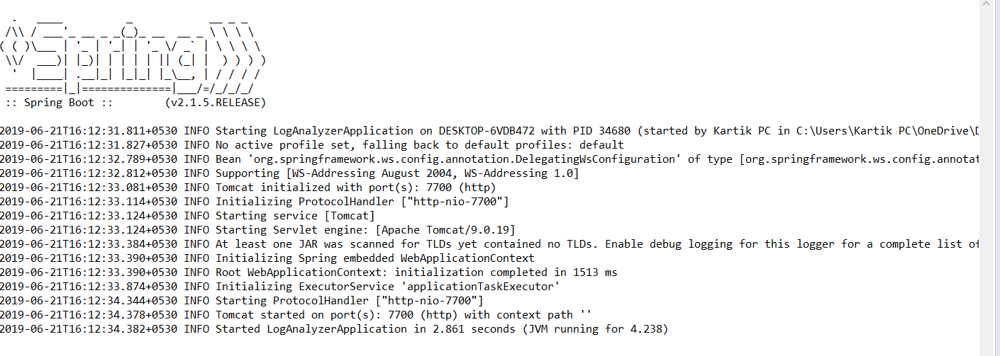 .   ____          _            __ _ _
 /\\ / ___'_ __ _ _(_)_ __  __ _ \ \ \ \
( ( )\___ | '_ | '_| | '_ \/ _` | \ \ \ \
 \\/  ___)| |_)| | | | | || (_| |  ) ) ) )
  '  |____| .__|_| |_|_| |_\__, | / / / /
 =========|_|==============|___/=/_/_/_/
 :: Spring Boot ::        (v2.1.5.RELEASE)
2019-06-21T16:12:31.811+0530 INFO Starting LogAnalyzerApplication on DESKTOP-6VDB472 with PID 34680 (started by Kartik PC in C:\Users\Kartik PC\OneDrive\D
2019-06-21T16:12:31.827+0530 INFO No active profile set, falling back to default profiles: default
2019-06-21T16:12:32.789+0530 INFO Bean 'org.springframework.ws.config.annotation.DelegatingWsConfiguration' of type [org.springframework.ws.config.annotat
2019-06-21T16:12:32.812+0530 INFO Supporting [WS-Addressing August 2004, WS-Addressing 1.0]
2019-06-21T16:12:33.081+0530 INFO Tomcat initialized with port(s): 7700 (http)
2019-06-21T16:12:33.114+0530 INFO Initializing ProtocolHandler ["http-nio-7700"]
2019-06-21T16:12:33.124+0530 INFO Starting service [Tomcat]
2019-06-21T16:12:33.124+0530 INFO Starting Servlet engine: [Apache Tomcat/9.0.19]
2019-06-21T16:12:33.384+0530 INFO At least one JAR was scanned for TLDs yet contained no TLDs. Enable debug logging for this logger for a complete list of
2019-06-21T16:12:33.390+0530 INFO Initializing Spring embedded WebApplicationContext
2019-06-21T16:12:33.390+0530 INFO Root WebApplicationContext: initialization completed in 1513 ms
2019-06-21T16:12:33.874+0530 INFO Initializing ExecutorService 'applicationTaskExecutor'
2019-06-21T16:12:34.344+0530 INFO Starting ProtocolHandler ["http-nio-7700"]
2019-06-21T16:12:34.378+0530 INFO Tomcat started on port(s): 7700 (http) with context path ''
2019-06-21T16:12:34.382+0530 INFO Started LogAnalyzerApplication in 2.861 seconds (JVM running for 4.238)